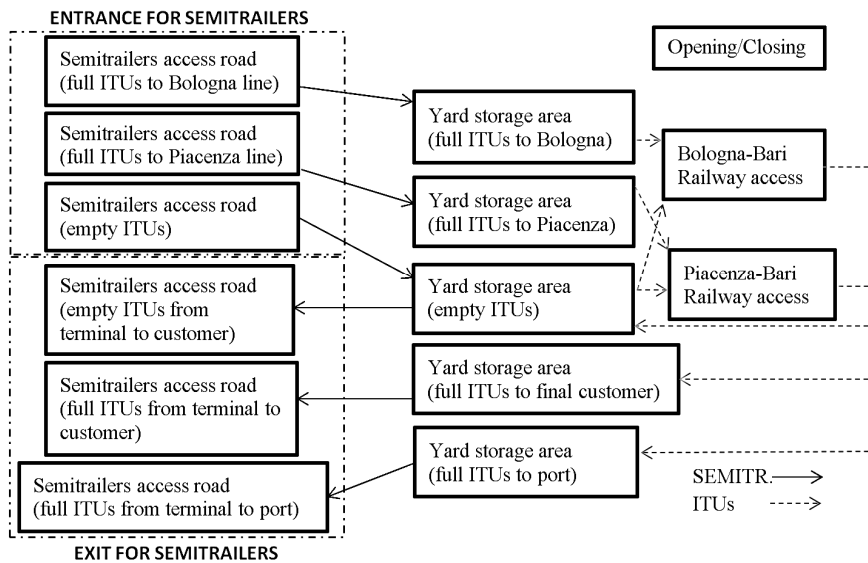 ENTRANCE FOR SEMITRAILERS
Semitrailers access road
(full ITUs to Bologna line)
Semitrailers access road
(full ITUs to Piacenza line)
Semitrailers access road
(empty ITUs)
Semitrailers access road
(empty ITUs from
terminal to customer)
Semitrailers access road
(full ITUs from terminal to
customer)
Semitrailers access road
(full ITUs from terminal to port)
EXIT FOR SEMITRAILERS
Yard storage area
(full ITUs to Bologna)
Yard storage area
(full ITUs to Piacenza)
Yard storage area
(empty ITUs)
Yard storage area
(full ITUs to final customer)
Yard storage area
(full ITUs to port)
Opening/Closing
Bologna-Bari
Railway access
Piacenza-Bari
Railway access
SEMITR.
ITUs